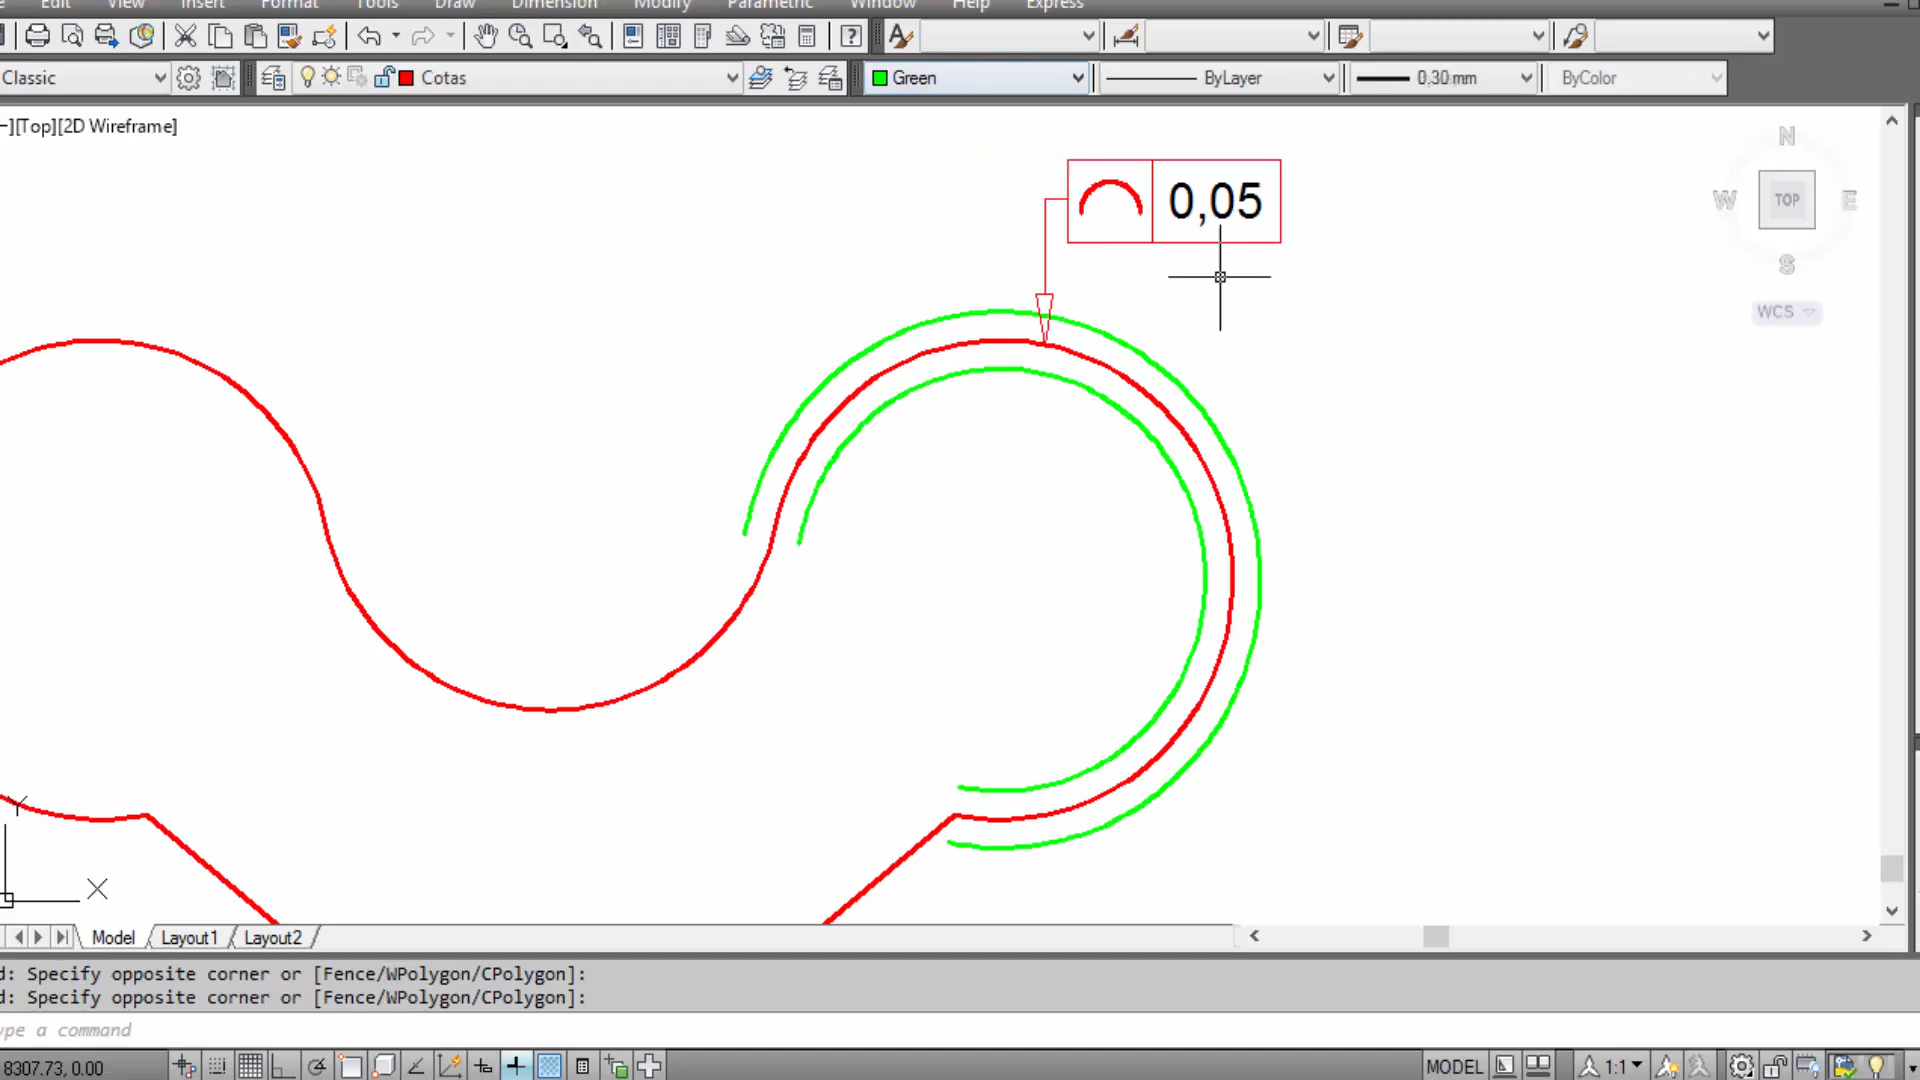 Edit View Insert Format Tools Draw Dimension Modify Parametric Window Help Express
Classic Cotas Green ByLayer 0,30 mm ByColor
−][Top][2D Wireframe]
0,05
N
W TOP E
S
WCS
Y
X
Model Layout1 Layout2
d: Specify opposite corner or [Fence/WPolygon/CPolygon]:
d: Specify opposite corner or [Fence/WPolygon/CPolygon]:
ype a command
8307.73, 0.00 MODEL 1:1